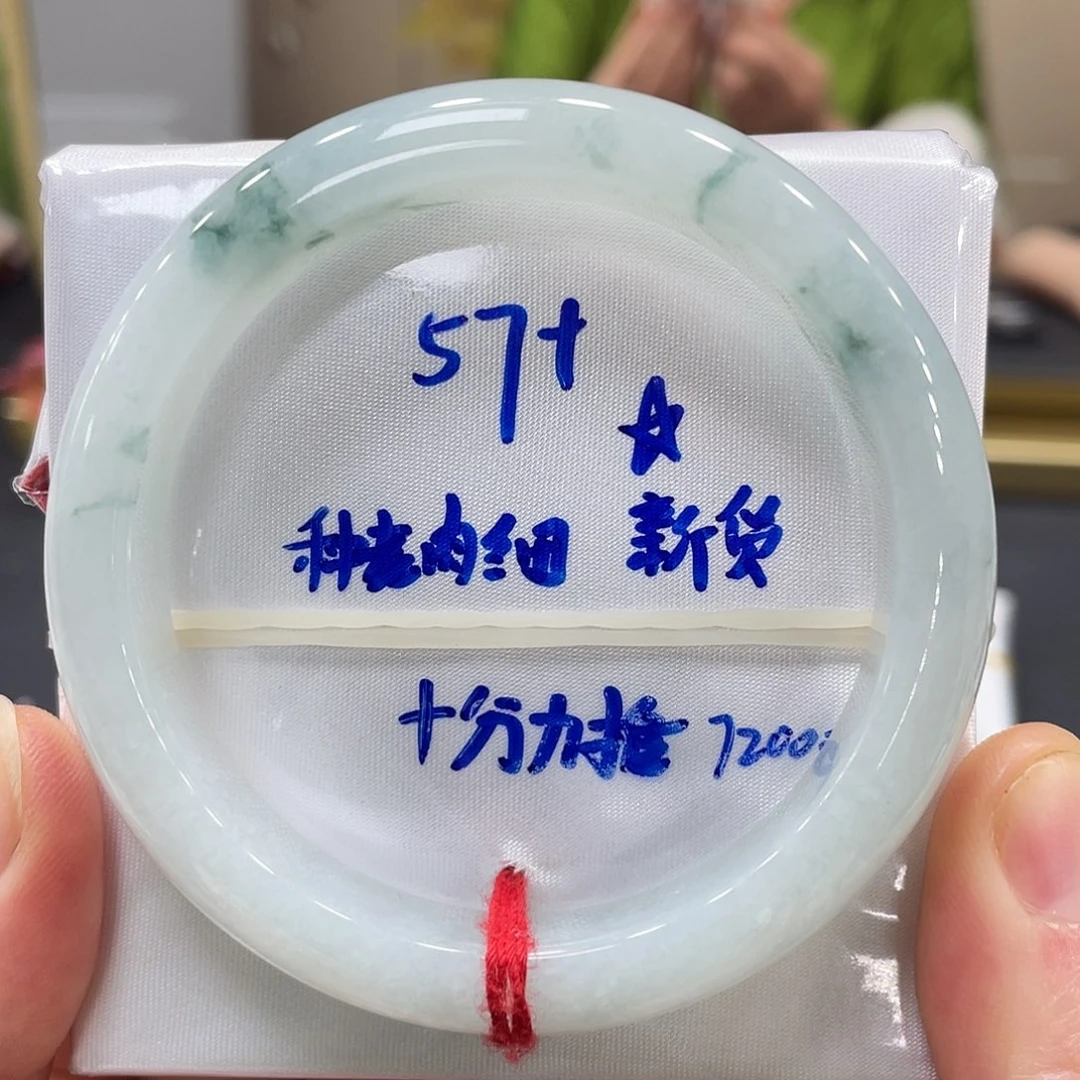 57+
☆
种老肉细 新货
十分力推 7200